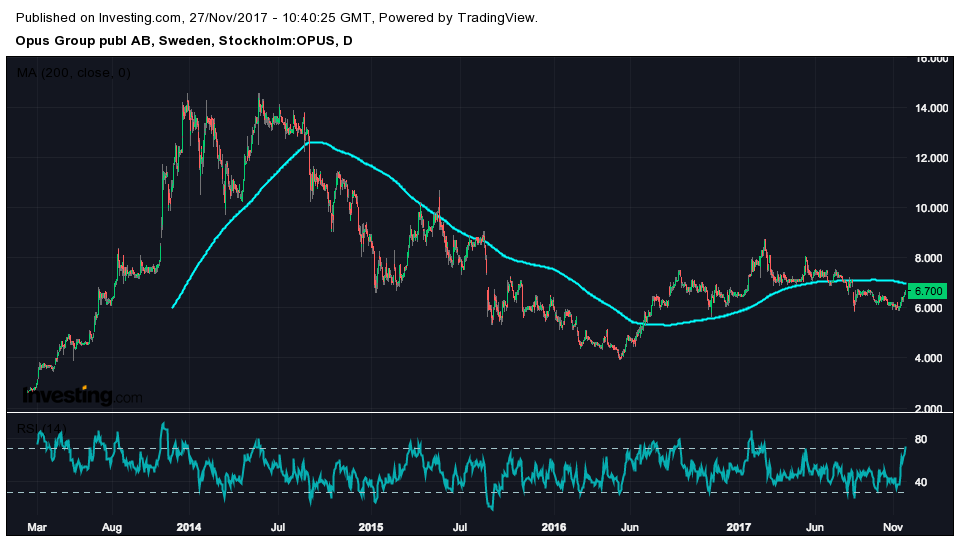 Published on Investing.com, 27/Nov/2017 - 10:40:25 GMT, Powered by TradingView.
Opus Group publ AB, Sweden, Stockholm:OPUS, D
MA (200, close, 0)
16.000
14.000
12.000
10.000
8.000
6.700
6.000
4.000
Investing.com
2.000
RSI (14)
80
40
Mar Aug 2014 Jul 2015 Jul 2016 Jun 2017 Jun Nov